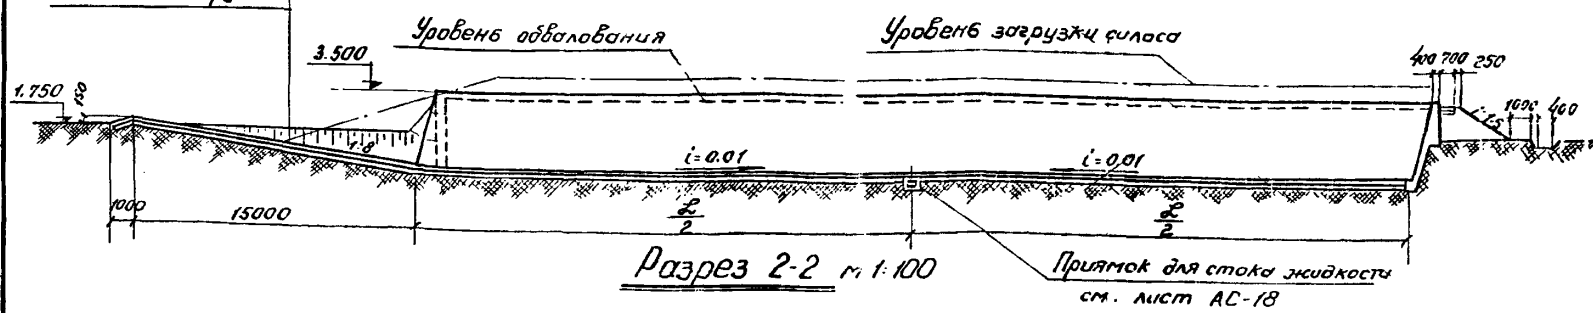 Уровень обвалования
Уровень загрузки силоса
3.500
1.750
150
400 700 250
1:5
1000
400
1:8
i=0,01
i=0,01
1000
15000
L/2
L/2
Разрез 2-2 м 1:100
Приямок для стока жидкости
см. лист АС-18